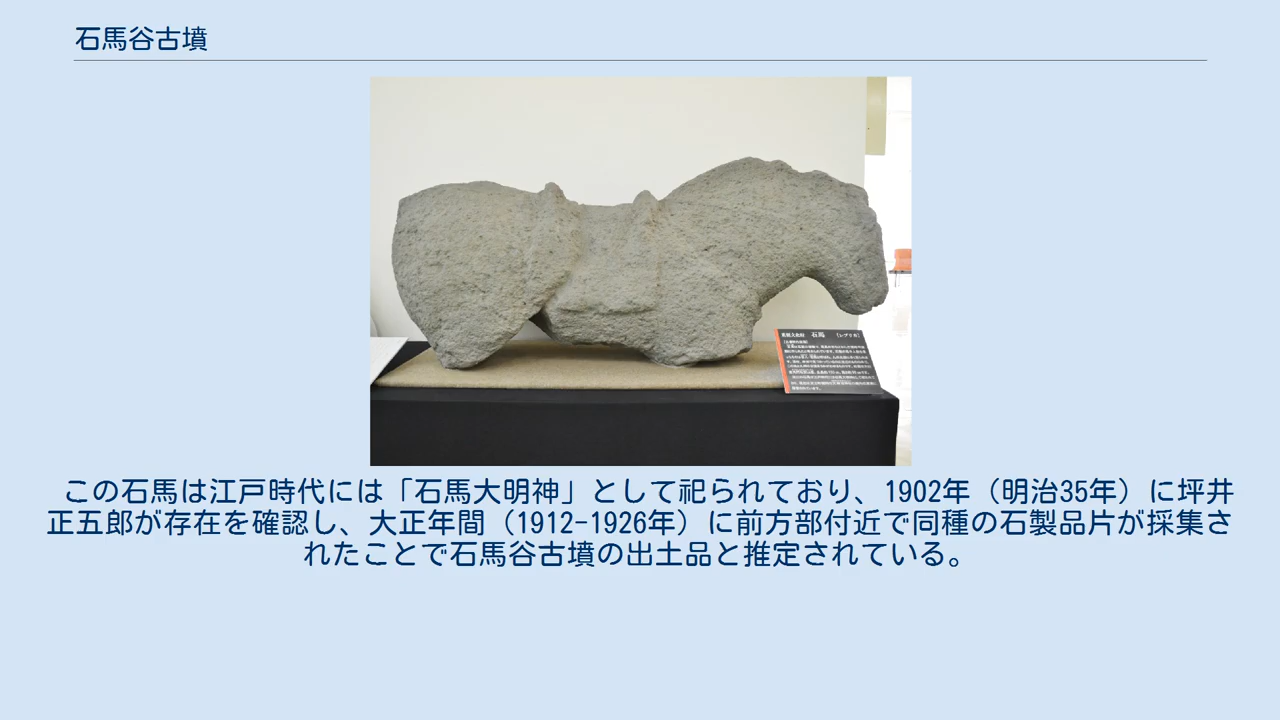 石馬谷古墳
石馬 [レプリカ]
この石馬は江戸時代には「石馬大明神」として祀られており、1902年（明治35年）に坪井
正五郎が存在を確認し、大正年間（1912-1926年）に前方部付近で同種の石製品片が採集さ
れたことで石馬谷古墳の出土品と推定されている。